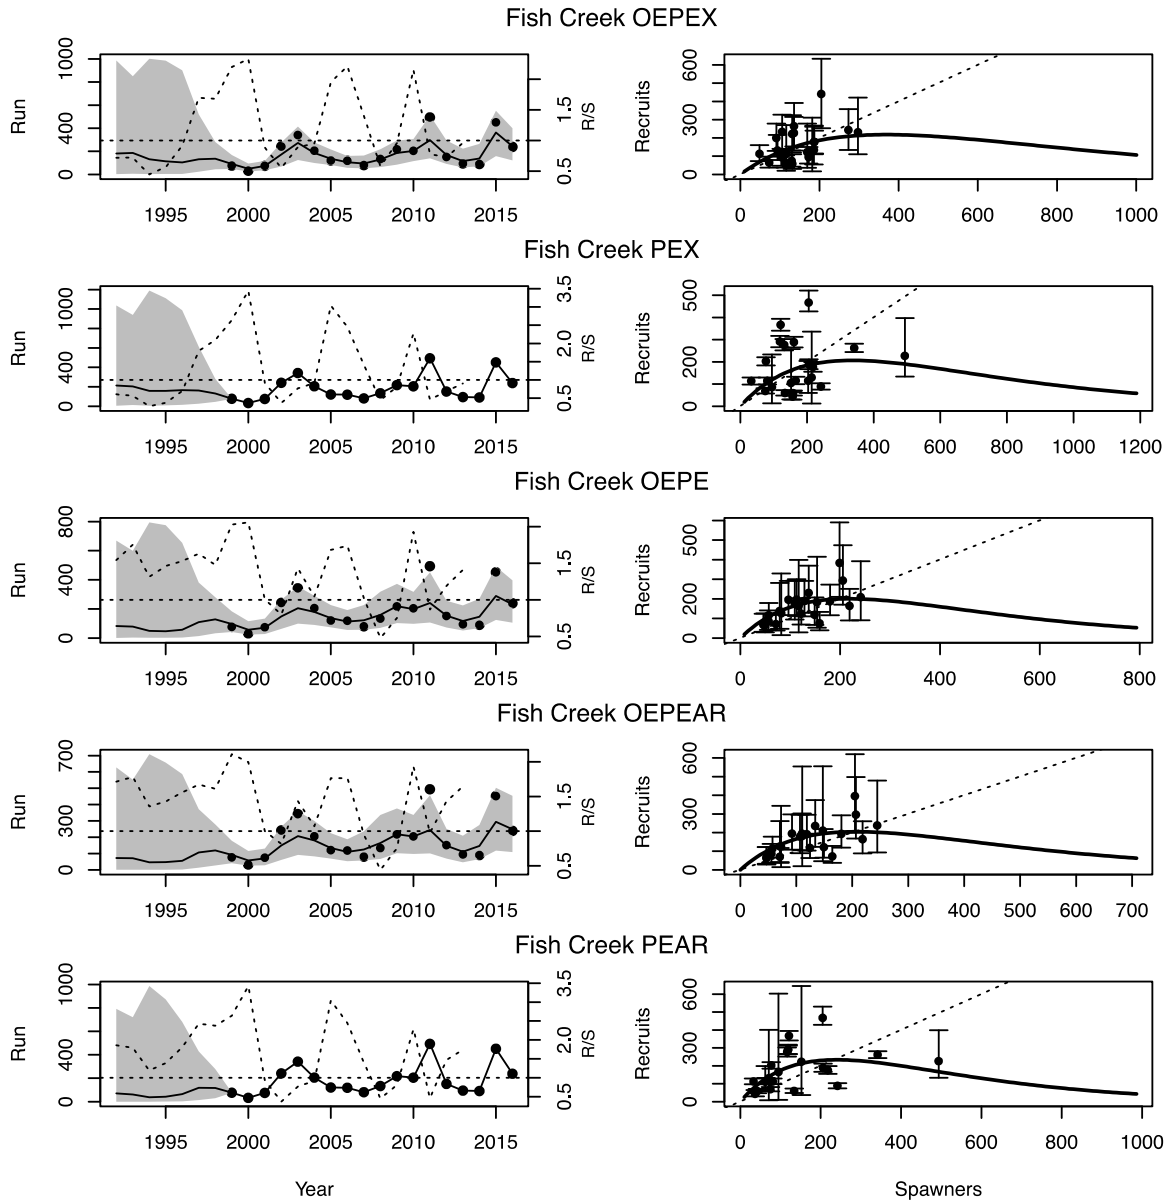 Fish Creek OEPEX
Run
0 400 1000
0.5 1.5
R/S
1995 2000 2005 2010 2015
Recruits
0 300 600
0 200 400 600 800 1000
Fish Creek PEX
Run
0 400 1000
0.5 2.0 3.5
R/S
1995 2000 2005 2010 2015
Recruits
0 200 500
0 200 400 600 800 1000 1200
Fish Creek OEPE
Run
0 400 800
0.5 1.5
R/S
1995 2000 2005 2010 2015
Recruits
0 200 500
0 200 400 600 800
Fish Creek OEPEAR
Run
0 300 700
0.5 1.5
R/S
1995 2000 2005 2010 2015
Recruits
0 300 600
0 100 200 300 400 500 600 700
Fish Creek PEAR
Run
0 400 1000
0.5 2.0 3.5
R/S
1995 2000 2005 2010 2015
Recruits
0 300 600
0 200 400 600 800 1000
Year
Spawners